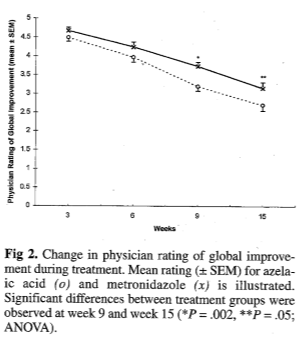 Physician Rating of Global Improvement (mean ± SEM)
5
4.5
4
3.5
3
2.5
2
1.5
1
0.5
0
*
**
3 6 9 15
Weeks
Fig 2. Change in physician rating of global improve-
ment during treatment. Mean rating (± SEM) for azela-
ic acid (o) and metronidazole (x) is illustrated.
Significant differences between treatment groups were
observed at week 9 and week 15 (*P = .002, **P = .05;
ANOVA).